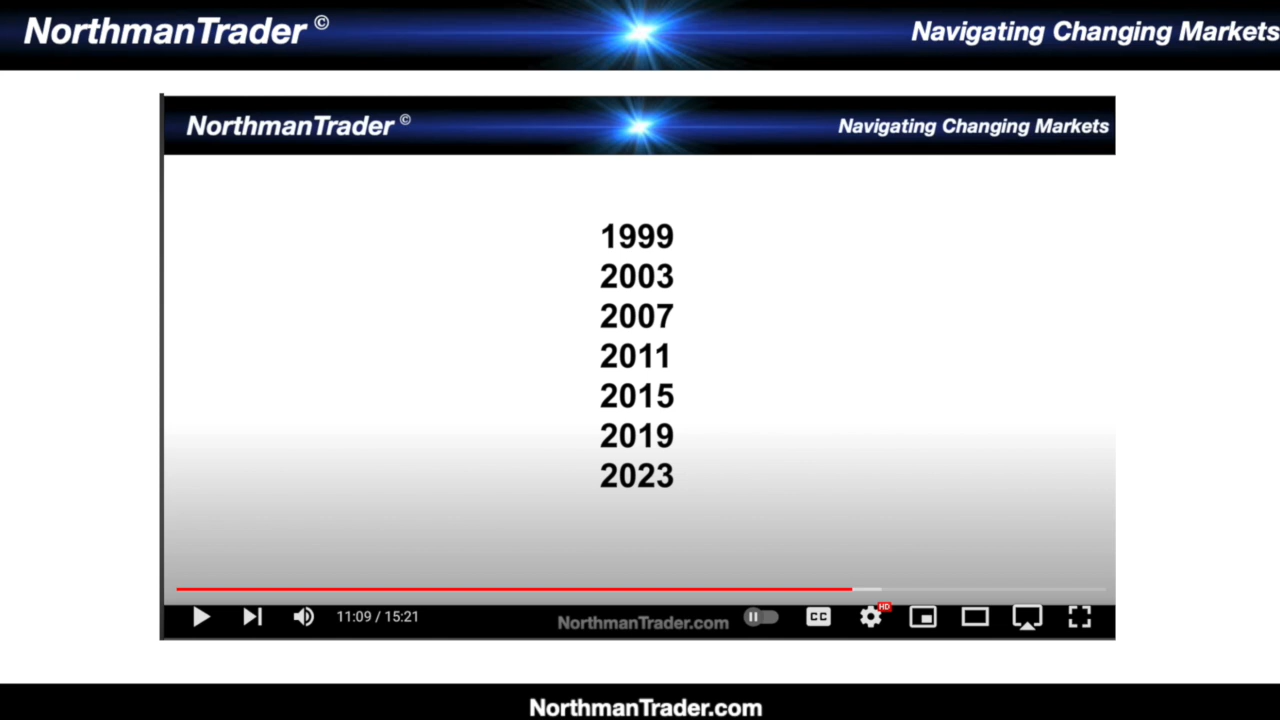 NorthmanTrader © Navigating Changing Markets
NorthmanTrader © Navigating Changing Markets
1999
2003
2007
2011
2015
2019
2023
11:09 / 15:21 NorthmanTrader.com CC HD
NorthmanTrader.com